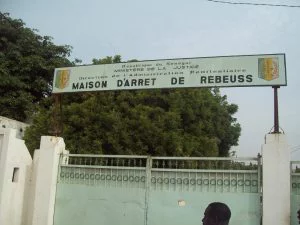 République du Sénégal
MINISTÈRE DE LA JUSTICE
Direction de l'Administration Pénitentiaire
MAISON D'ARRET DE REBEUSS